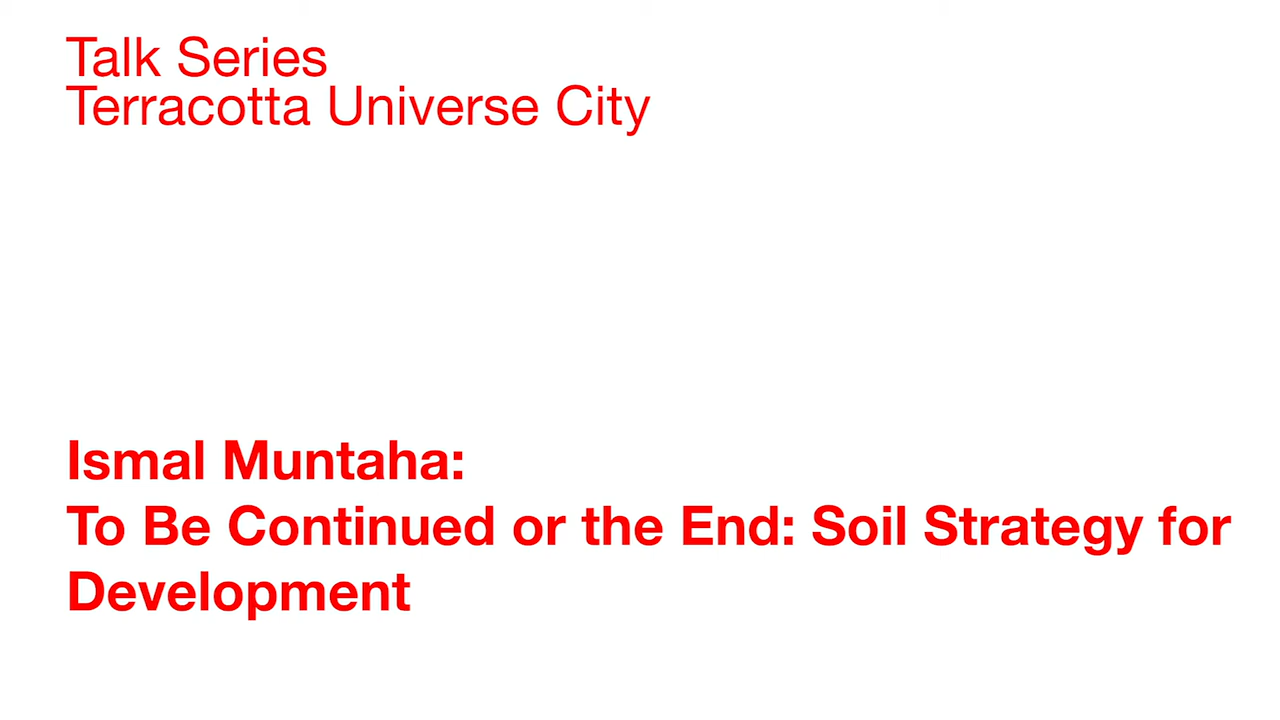 Talk Series
Terracotta Universe City
Ismal Muntaha:
To Be Continued or the End: Soil Strategy for
Development